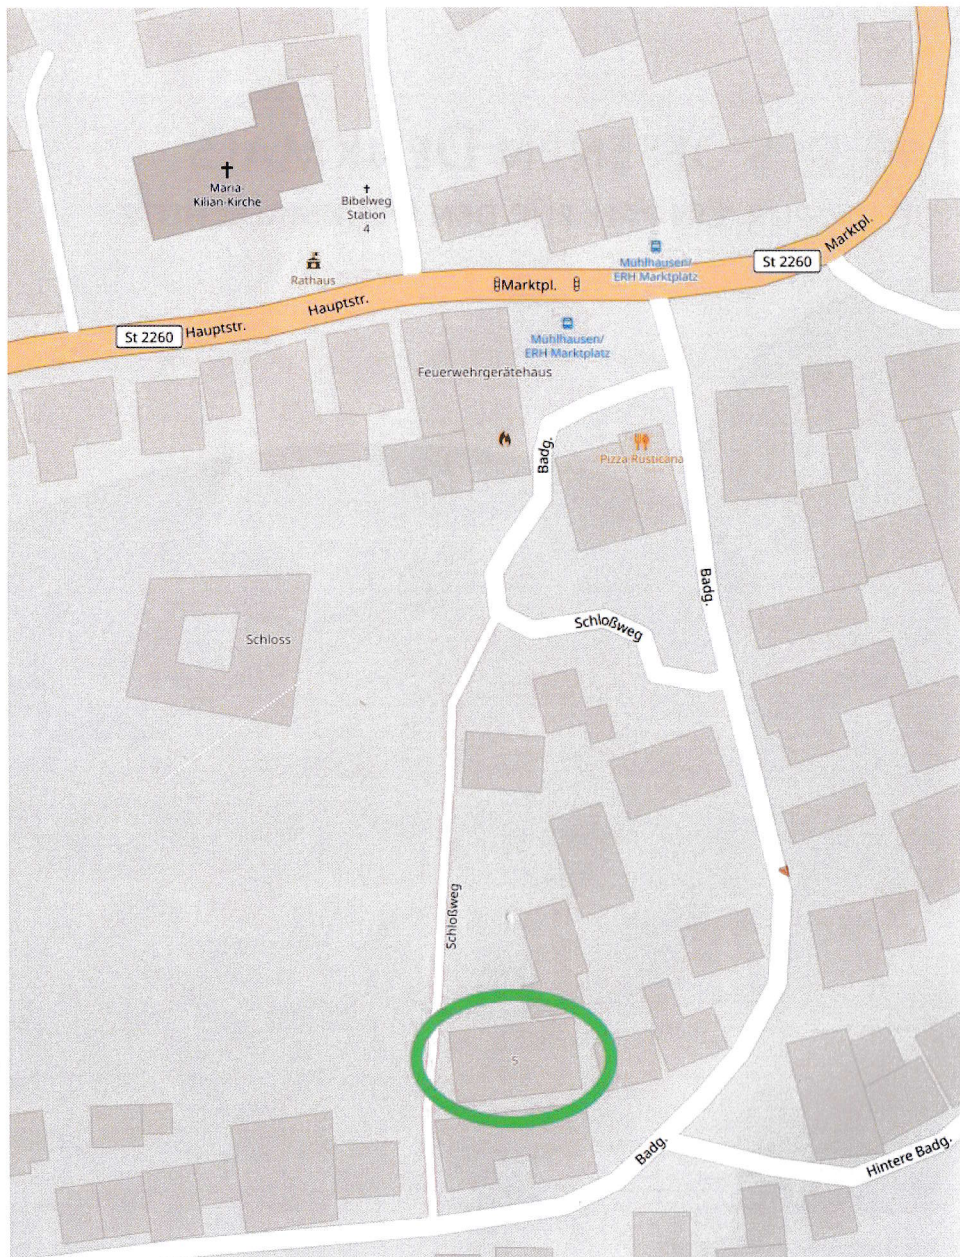 Maria-
Kilian-Kirche
Bibelweg
Station
4
Rathaus
Mühlhausen/
ERH Marktplatz
St 2260
Marktpl.
Marktpl.
Hauptstr.
Hauptstr.
St 2260
Mühlhausen/
ERH Marktplatz
Feuerwehrgerätehaus
Badg.
Pizza Rusticana
Badg.
Schloßweg
Schloss
Schloßweg
5
Badg.
Hintere Badg.